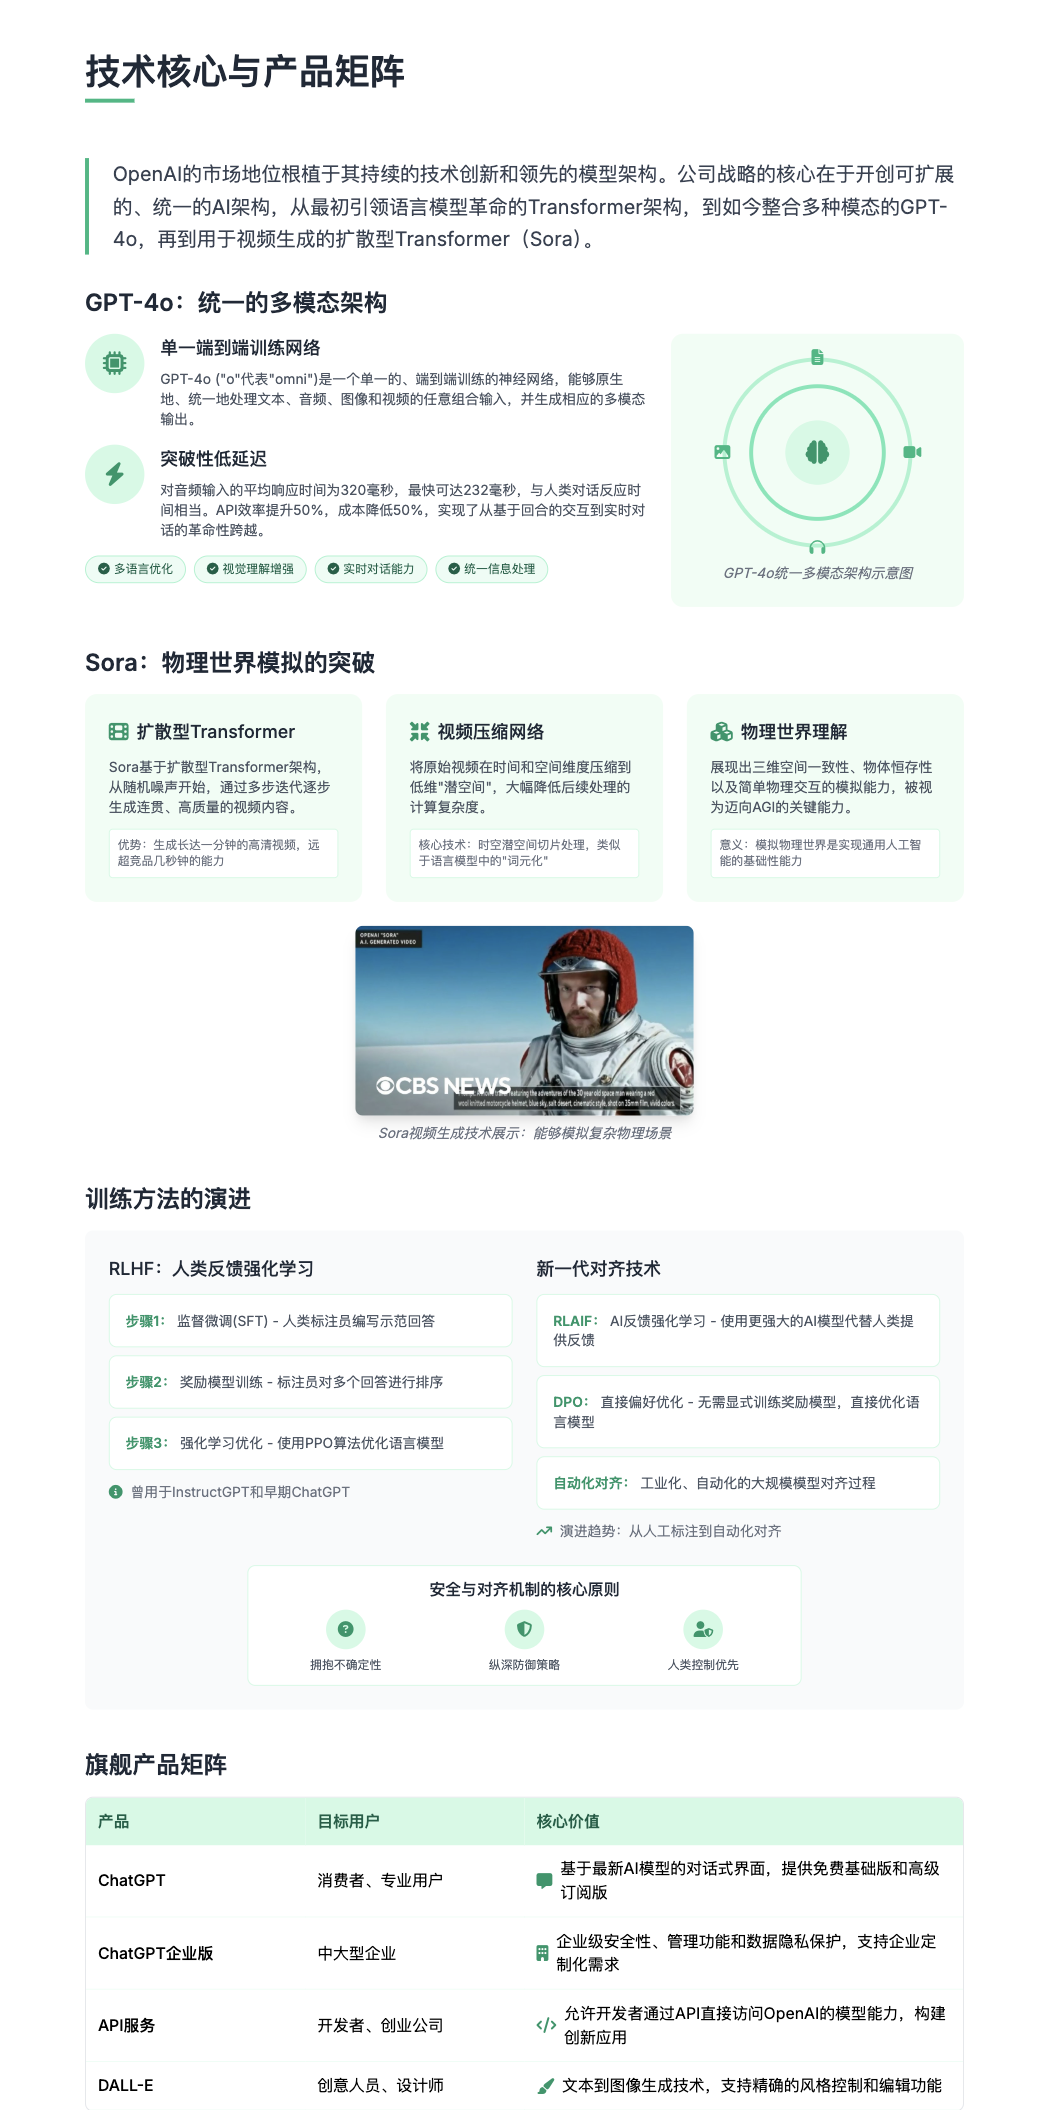 技术核心与产品矩阵
OpenAI的市场地位根植于其持续的技术创新和领先的模型架构。公司战略的核心在于开创可扩展
的、统一的AI架构，从最初引领语言模型革命的Transformer架构，到如今整合多种模态的GPT-
4o，再到用于视频生成的扩散型Transformer（Sora）。
GPT-4o：统一的多模态架构
单一端到端训练网络
GPT-4o ("o"代表"omni")是一个单一的、端到端训练的神经网络，能够原生
地、统一地处理文本、音频、图像和视频的任意组合输入，并生成相应的多模态
输出。
突破性低延迟
对音频输入的平均响应时间为320毫秒，最快可达232毫秒，与人类对话反应时
间相当。API效率提升50%，成本降低50%，实现了从基于回合的交互到实时对
话的革命性跨越。
多语言优化
视觉理解增强
实时对话能力
统一信息处理
GPT-4o统一多模态架构示意图
Sora：物理世界模拟的突破
扩散型Transformer
Sora基于扩散型Transformer架构，
从随机噪声开始，通过多步迭代逐步
生成连贯、高质量的视频内容。
优势：生成长达一分钟的高清视频，远
超竞品几秒钟的能力
视频压缩网络
将原始视频在时间和空间维度压缩到
低维"潜空间"，大幅降低后续处理的
计算复杂度。
核心技术：时空潜空间切片处理，类似
于语言模型中的"词元化"
物理世界理解
展现出三维空间一致性、物体恒存性
以及简单物理交互的模拟能力，被视
为迈向AGI的关键能力。
意义：模拟物理世界是实现通用人工智
能的基础性能力
OPENAI "SORA"
A.I. GENERATED VIDEO
CBS NEWS
featuring the adventures of the 30 year old space man wearing a red
wool knitted motorcycle helmet, blue sky, salt desert, cinematic style, shot on 35mm film, vivid colors.
Sora视频生成技术展示：能够模拟复杂物理场景
训练方法的演进
RLHF：人类反馈强化学习
步骤1： 监督微调(SFT) - 人类标注员编写示范回答
步骤2： 奖励模型训练 - 标注员对多个回答进行排序
步骤3： 强化学习优化 - 使用PPO算法优化语言模型
曾用于InstructGPT和早期ChatGPT
新一代对齐技术
RLAIF： AI反馈强化学习 - 使用更强大的AI模型代替人类提
供反馈
DPO： 直接偏好优化 - 无需显式训练奖励模型，直接优化语
言模型
自动化对齐： 工业化、自动化的大规模模型对齐过程
演进趋势：从人工标注到自动化对齐
安全与对齐机制的核心原则
拥抱不确定性
纵深防御策略
人类控制优先
旗舰产品矩阵
产品 目标用户 核心价值
ChatGPT 消费者、专业用户 基于最新AI模型的对话式界面，提供免费基础版和高级
订阅版
ChatGPT企业版 中大型企业 企业级安全性、管理功能和数据隐私保护，支持企业定
制化需求
API服务 开发者、创业公司 允许开发者通过API直接访问OpenAI的模型能力，构建
创新应用
DALL-E 创意人员、设计师 文本到图像生成技术，支持精确的风格控制和编辑功能